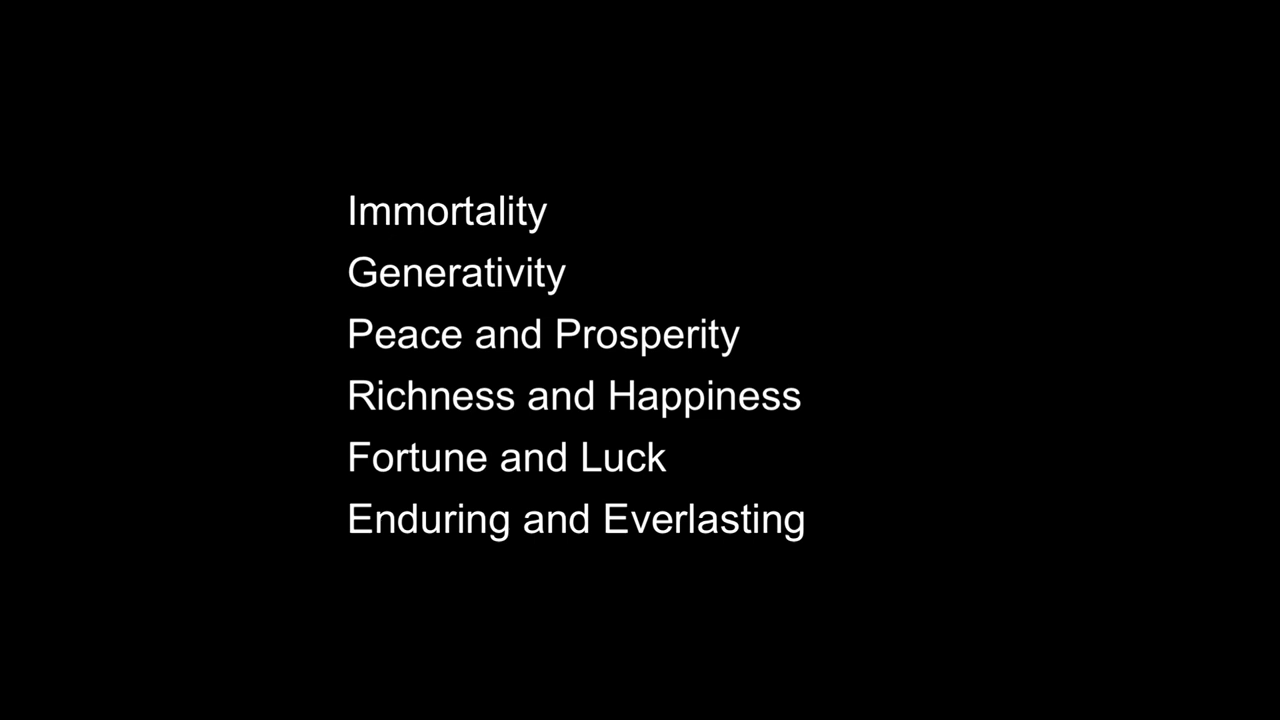 Immortality
Generativity
Peace and Prosperity
Richness and Happiness
Fortune and Luck
Enduring and Everlasting